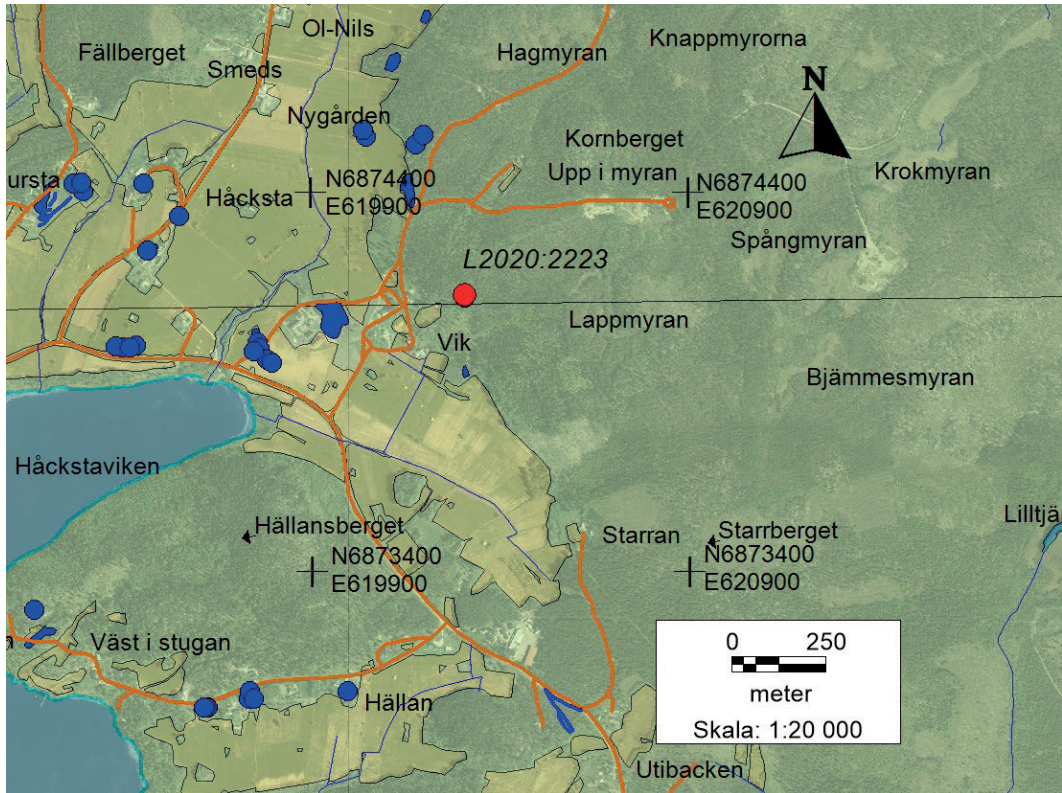 Ol-Nils
Fällberget
Hagmyran
Knappmyrorna
Smeds
N
Nygården
Kornberget
ursta
Håcksta
N6874400
E619900
Upp i myran
N6874400
E620900
Krokmyran
Spångmyran
L2020:2223
Lappmyran
Vik
Bjämmesmyran
Håckstaviken
Hällansberget
N6873400
E619900
Starran
Starrberget
N6873400
E620900
Lilltjä
n
Väst i stugan
Hällan
0 250
meter
Skala: 1:20 000
Utibacken